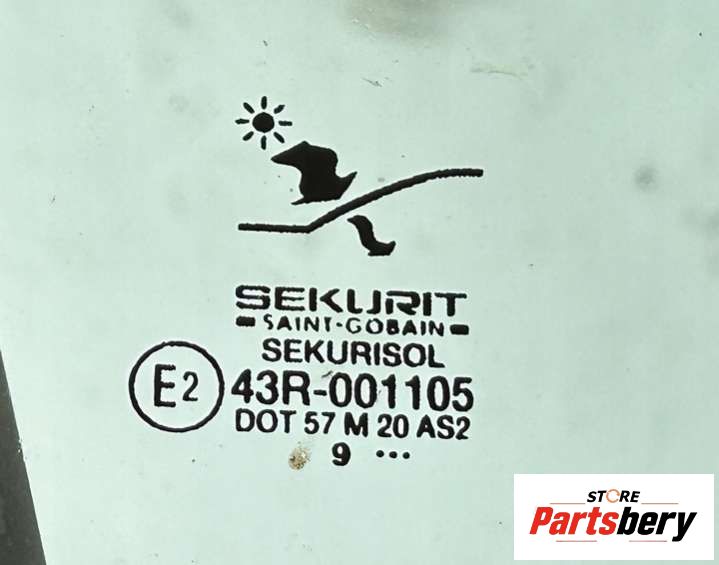 SEKURIT
SAINT-GOBAIN
SEKURISOL
E2 43R-001105
DOT 57 M 20 AS2
9 ...
STORE
Partsbery